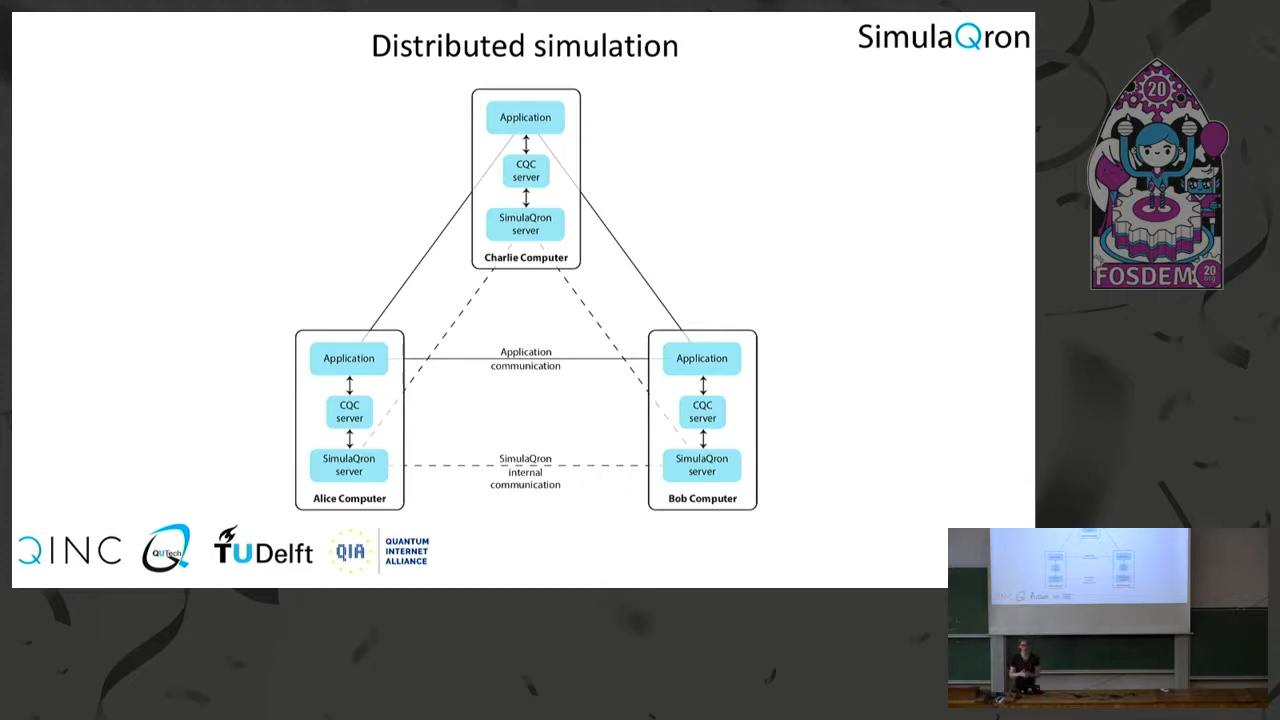 Distributed simulation
SimulaQron
20
Application
CQC
server
SimulaQron
server
Charlie Computer
FOSDEM
20
.org
Application
CQC
server
SimulaQron
server
Alice Computer
Application
communication
SimulaQron
internal
communication
Application
CQC
server
SimulaQron
server
Bob Computer
QINC
QUTech
TUDelft
QIA
QUANTUM
INTERNET
ALLIANCE